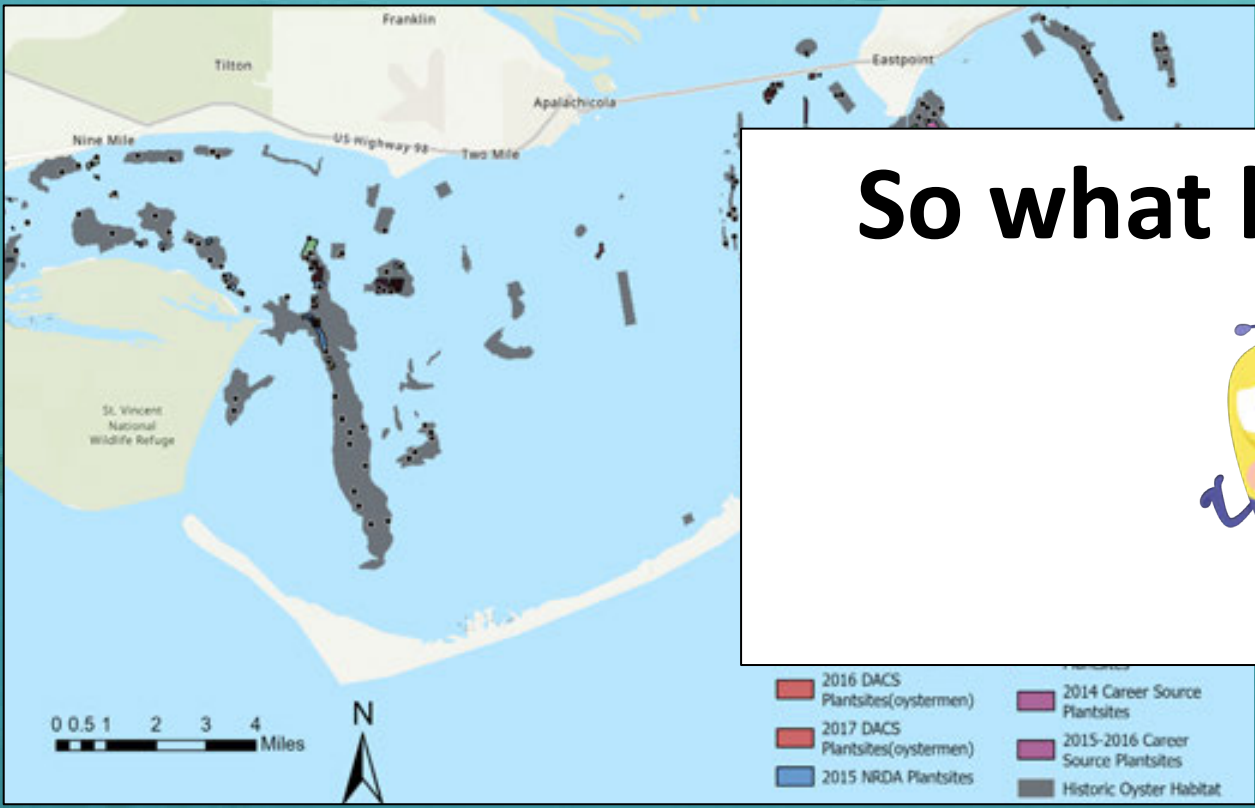 Franklin
Tilton
Eastpoint
Apalachicola
Nine Mile
US Highway 98
Two Mile
So what
St. Vincent
National
Wildlife Refuge
0 0.5 1 2 3 4
Miles
N
2016 DACS
Plantsites(oystermen)
2017 DACS
Plantsites(oystermen)
2015 NRDA Plantsites
2014 Career Source
Plantsites
2015-2016 Career
Source Plantsites
Historic Oyster Habitat